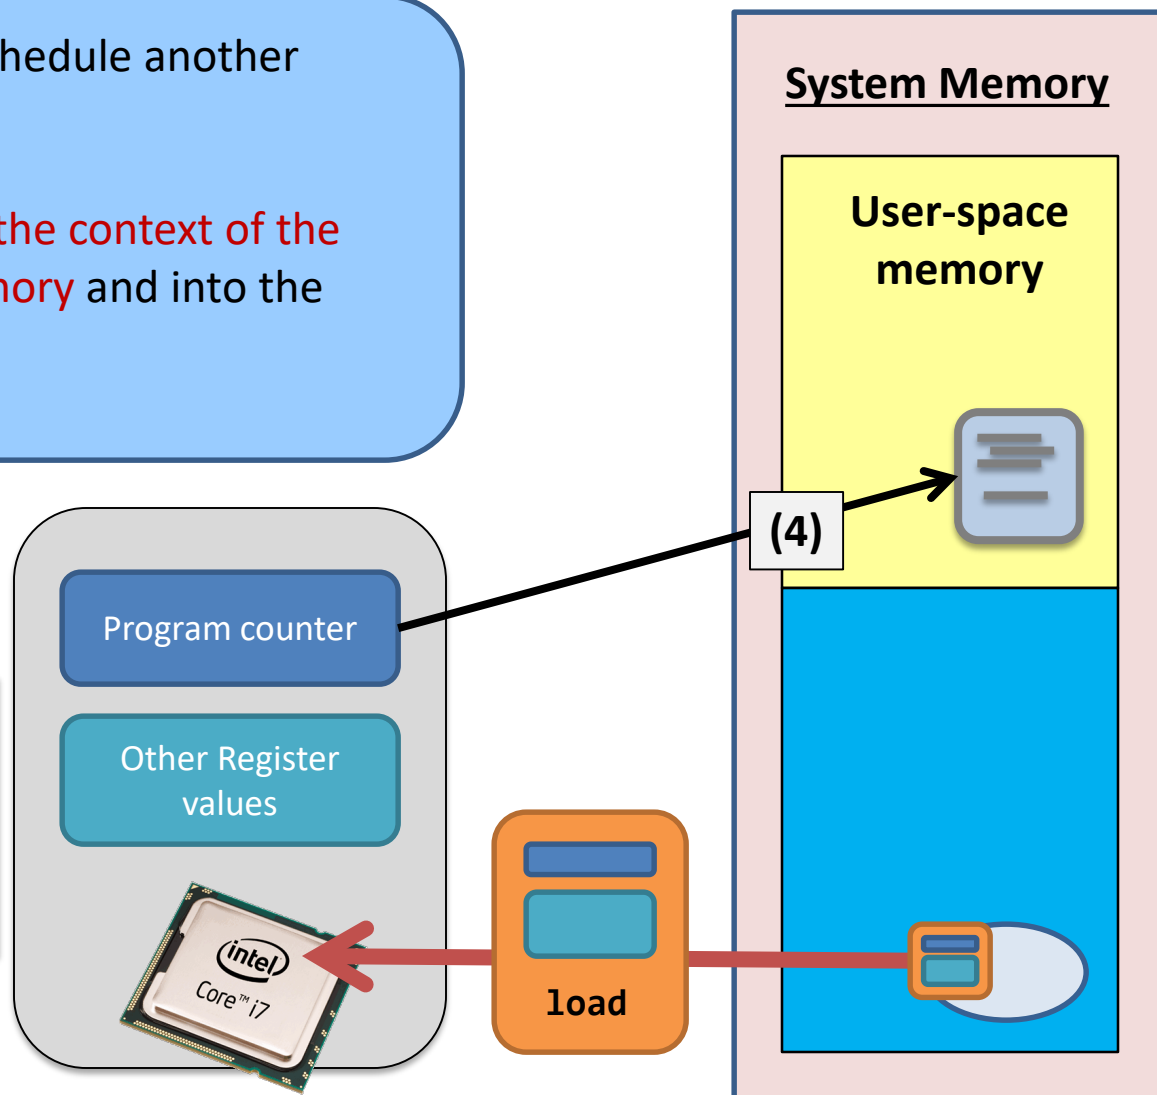 hedule another
the context of the
ory and into the
System Memory
User-space
memory
(4)
Program counter
Other Register
values
intel
Core™ i7
load